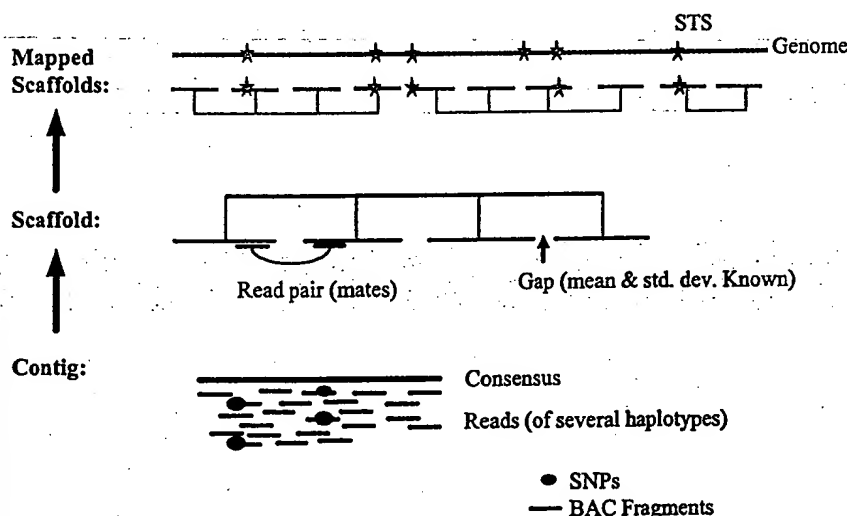 STS
Genome
Mapped
Scaffolds:
Scaffold:
Read pair (mates)
Gap (mean & std. dev. Known)
Contig:
Consensus
Reads (of several haplotypes)
SNPs
BAC Fragments